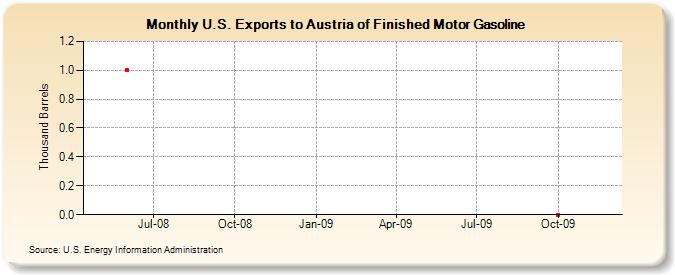 Monthly U.S. Exports to Austria of Finished Motor Gasoline
Thousand Barrels
1.2
1.0
0.8
0.6
0.4
0.2
0.0
Jul-08
Oct-08
Jan-09
Apr-09
Jul-09
Oct-09
Source: U.S. Energy Information Administration